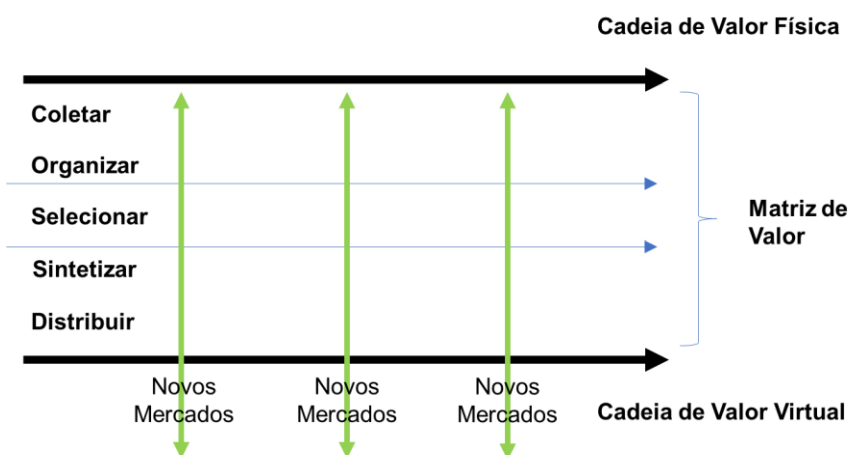 Cadeia de Valor Física
Coletar
Organizar
Selecionar
Matriz de
Valor
Sintetizar
Distribuir
Novos
Mercados
Novos
Mercados
Novos
Mercados
Cadeia de Valor Virtual